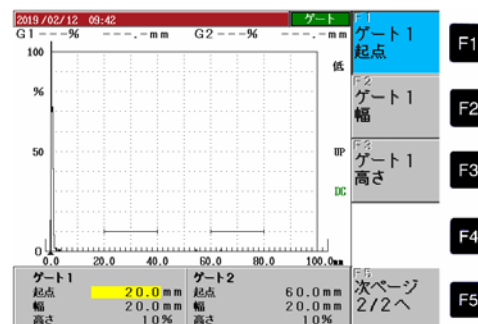 2019/02/12 09:42 ゲート
G1 ---% ---.-mm G2 ---% ---.-mm
100
%
50
0
低
UP
DC
0.0 20.0 40.0 60.0 80.0 100.0mm
F1
ゲート1
起点
F2
ゲート1
幅
F3
ゲート1
高さ
F5
次ページ
2/2へ
F1
F2
F3
F4
F5
ゲート1
起点 20.0mm
幅 20.0mm
高さ 10%
ゲート2
起点 60.0mm
幅 20.0mm
高さ 10%